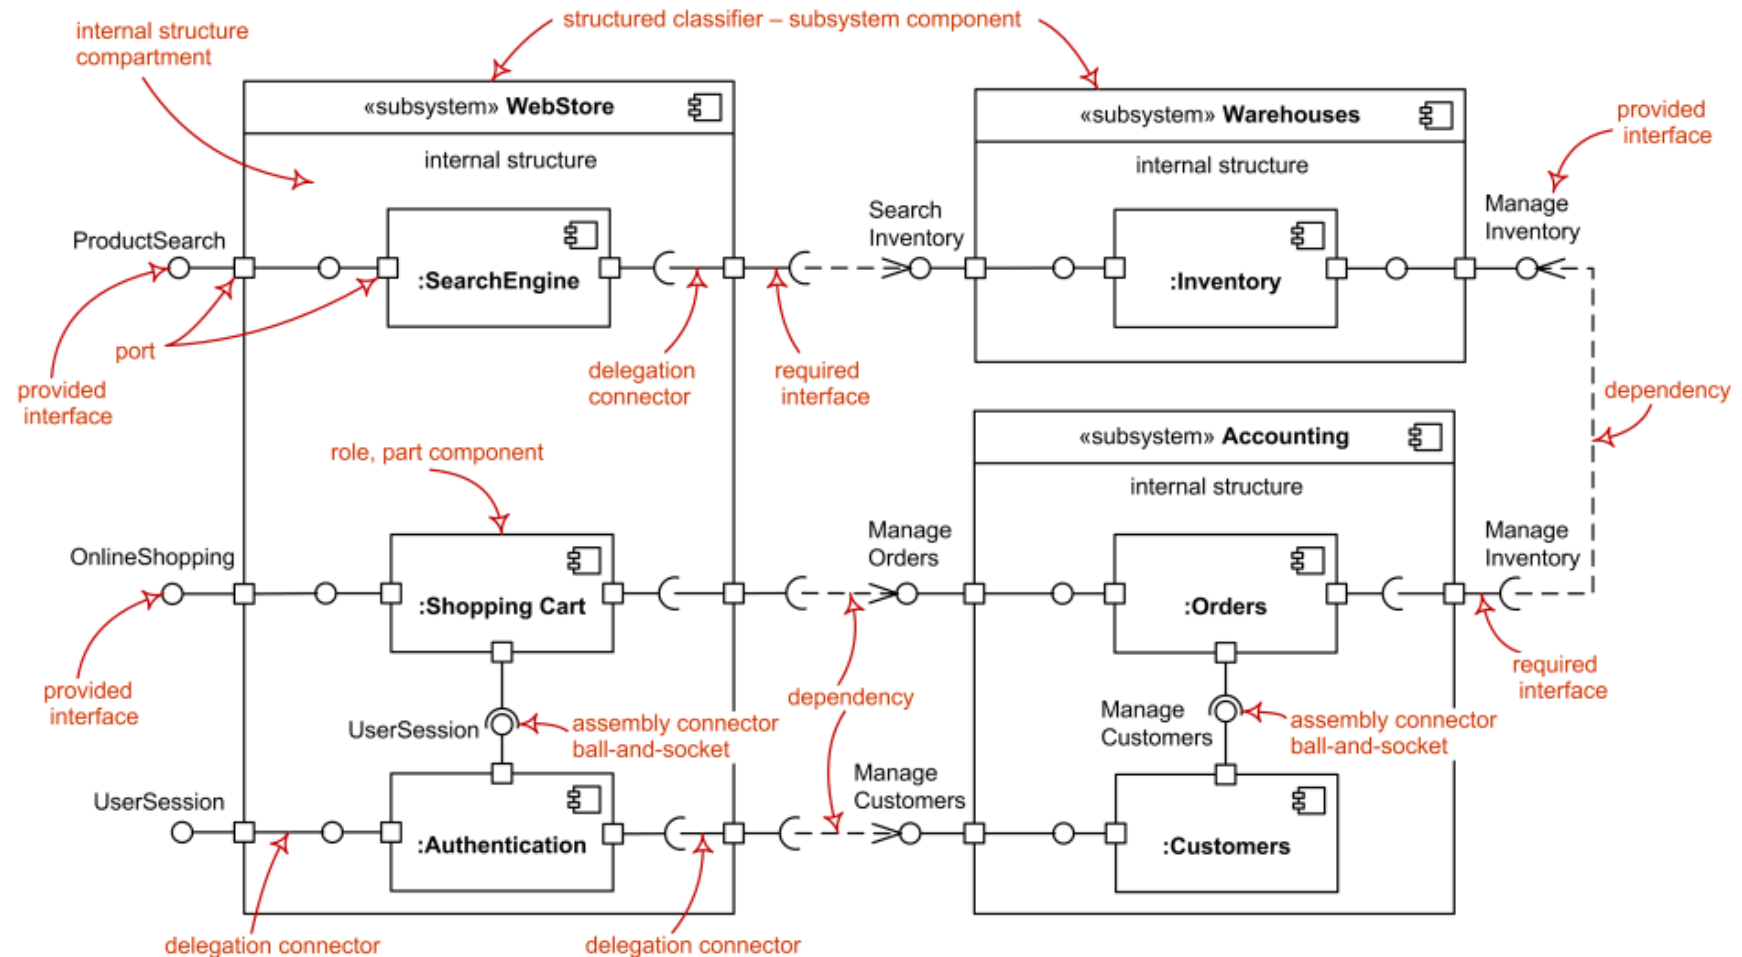 structured classifier – subsystem component
internal structure
compartment
«subsystem» WebStore
internal structure
«subsystem» Warehouses
internal structure
provided
interface
ProductSearch
:SearchEngine
Search
Inventory
:Inventory
Manage
Inventory
port
provided
interface
delegation
connector
required
interface
dependency
role, part component
«subsystem» Accounting
internal structure
OnlineShopping
:Shopping Cart
Manage
Orders
:Orders
Manage
Inventory
provided
interface
dependency
required
interface
UserSession
assembly connector
ball-and-socket
Manage
Customers
assembly connector
ball-and-socket
UserSession
:Authentication
Manage
Customers
:Customers
delegation connector
delegation connector